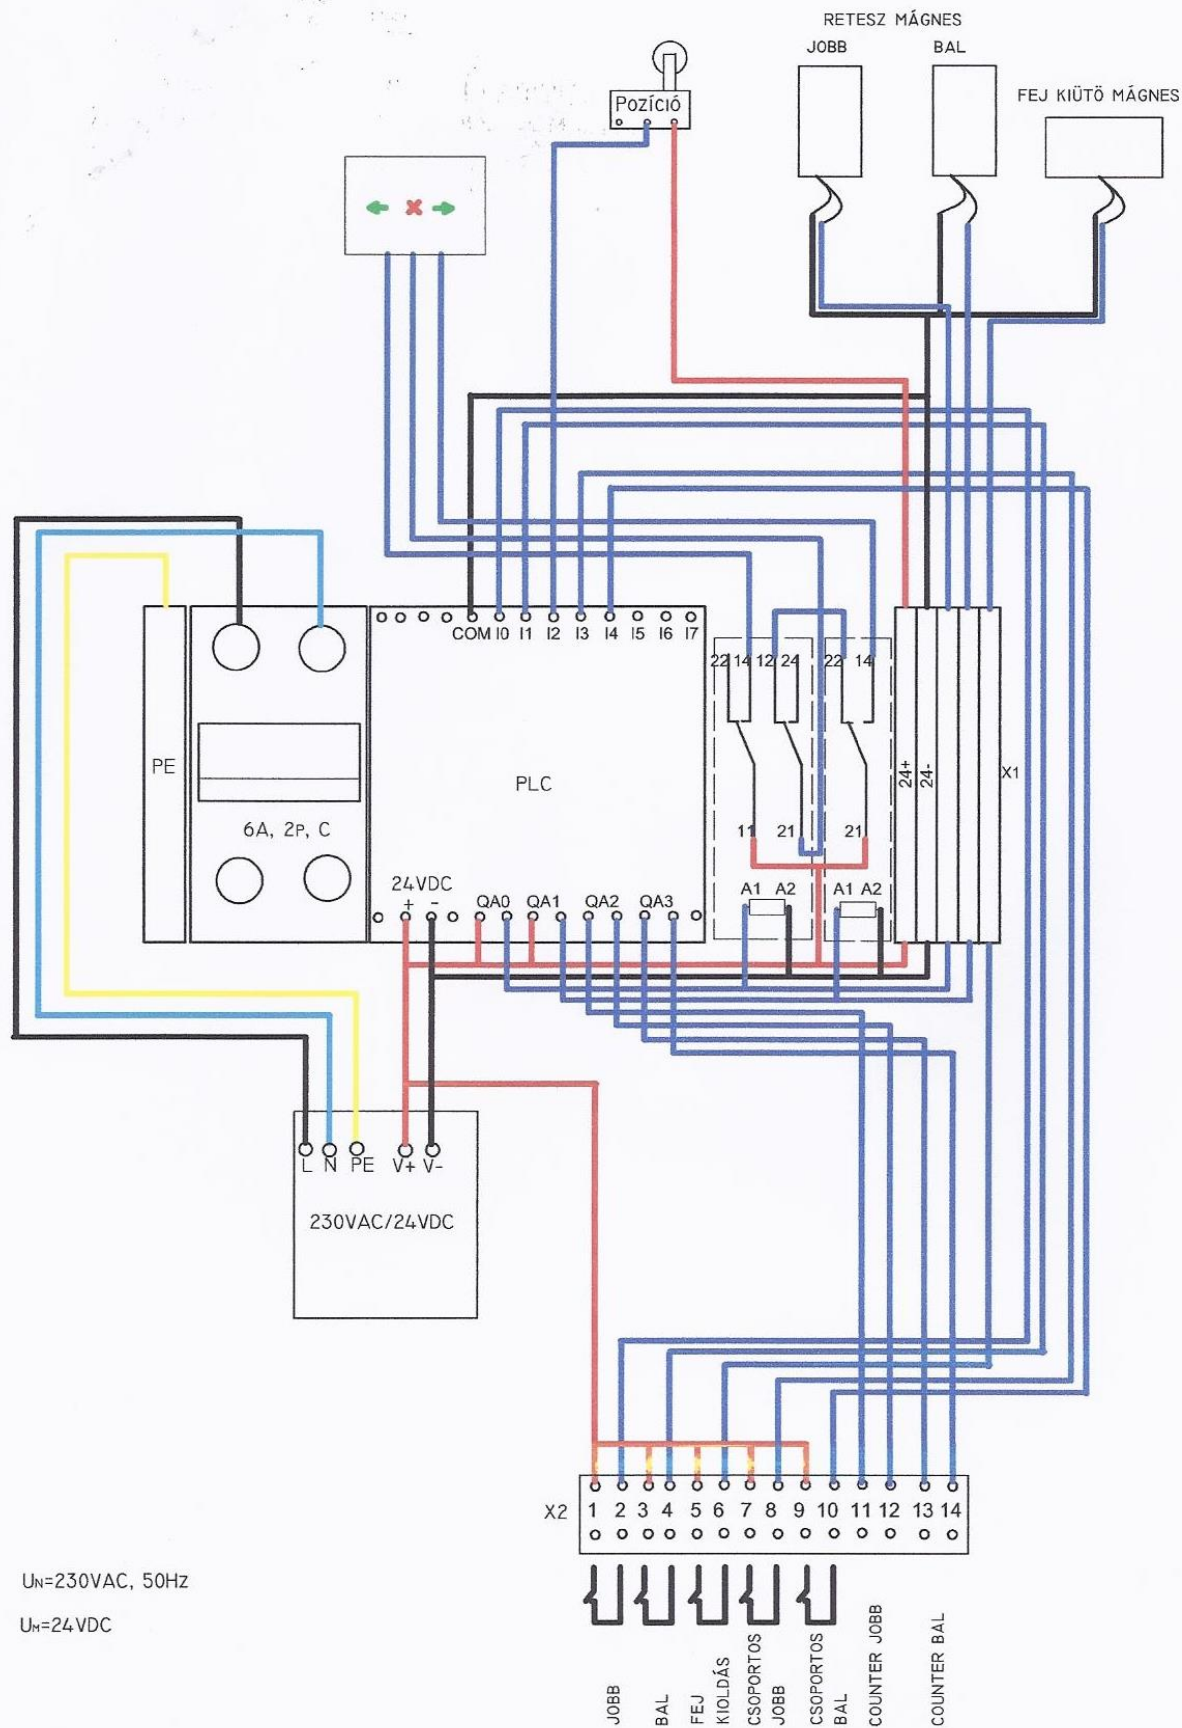 RETESZ MÁGNES
JOBB
BAL
POZÍCIÓ
FEJ KIÜTÖ MÁGNES
COM I0 I1 I2 I3 I4 I5 I6 I7
22 14 12 24 22 14
PE
PLC
24+
24-
X1
6A, 2P, C
11 21 21
24VDC
+ -
QA0 QA1 QA2 QA3
A1 A2 A1 A2
L N PE V+ V-
230VAC/24VDC
X2
1 2 3 4 5 6 7 8 9 10 11 12 13 14
UN=230VAC, 50Hz
UM=24VDC
JOBB
BAL
FEJ
KIOLDÁS
CSOPORTOS
JOBB
CSOPORTOS
BAL
COUNTER JOBB
COUNTER BAL